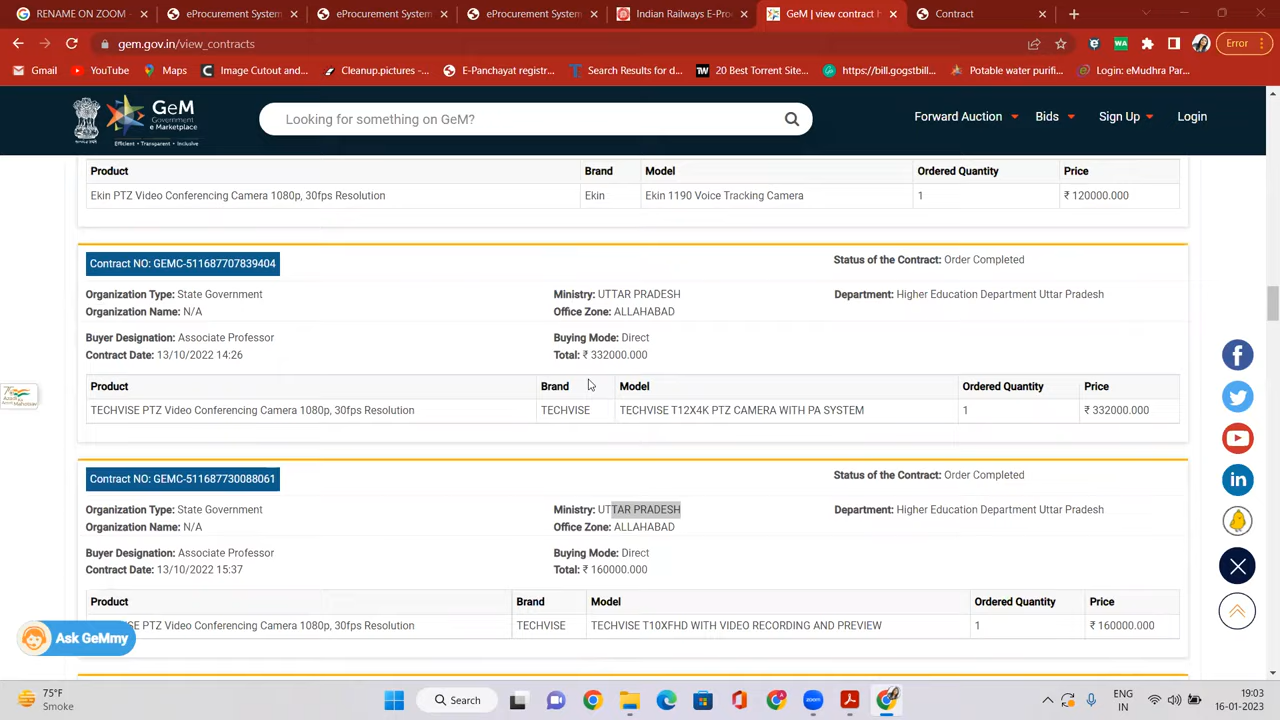 RENAME ON ZOOM -
eProcurement System
eProcurement System
eProcurement System
Indian Railways E-Pro
GeM | view contract h
Contract
gem.gov.in/view_contracts
Error
Gmail
YouTube
Maps
Image Cutout and...
Cleanup.pictures -...
E-Panchayat registr...
Search Results for d...
20 Best Torrent Site...
https://bill.gogstbill...
Potable water purifi...
Login: eMudhra Par...
GeM
Government
e Marketplace
Efficient • Transparent • Inclusive
Looking for something on GeM?
Forward Auction
Bids
Sign Up
Login
Product Brand Model Ordered Quantity Price
Ekin PTZ Video Conferencing Camera 1080p, 30fps Resolution Ekin Ekin 1190 Voice Tracking Camera 1 ₹ 120000.000
Contract NO: GEMC-511687707839404 Status of the Contract: Order Completed
Organization Type: State Government Ministry: UTTAR PRADESH Department: Higher Education Department Uttar Pradesh
Organization Name: N/A Office Zone: ALLAHABAD
Buyer Designation: Associate Professor Buying Mode: Direct
Contract Date: 13/10/2022 14:26 Total: ₹ 332000.000
Product Brand Model Ordered Quantity Price
TECHVISE PTZ Video Conferencing Camera 1080p, 30fps Resolution TECHVISE TECHVISE T12X4K PTZ CAMERA WITH PA SYSTEM 1 ₹ 332000.000
Contract NO: GEMC-511687730088061 Status of the Contract: Order Completed
Organization Type: State Government Ministry: UTTAR PRADESH Department: Higher Education Department Uttar Pradesh
Organization Name: N/A Office Zone: ALLAHABAD
Buyer Designation: Associate Professor Buying Mode: Direct
Contract Date: 13/10/2022 15:37 Total: ₹ 160000.000
Product Brand Model Ordered Quantity Price
PTZ Video Conferencing Camera 1080p, 30fps Resolution TECHVISE TECHVISE T10XFHD WITH VIDEO RECORDING AND PREVIEW 1 ₹ 160000.000
Ask GeMmy
75°F
Smoke
Search
ENG
IN
19:03
16-01-2023